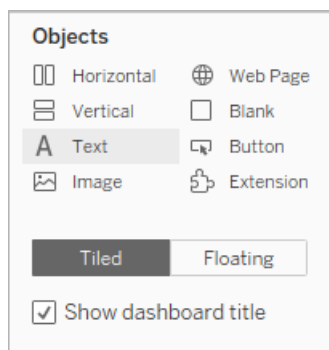 Objects
Horizontal Web Page
Vertical Blank
Text Button
Image Extension
Tiled Floating
Show dashboard title